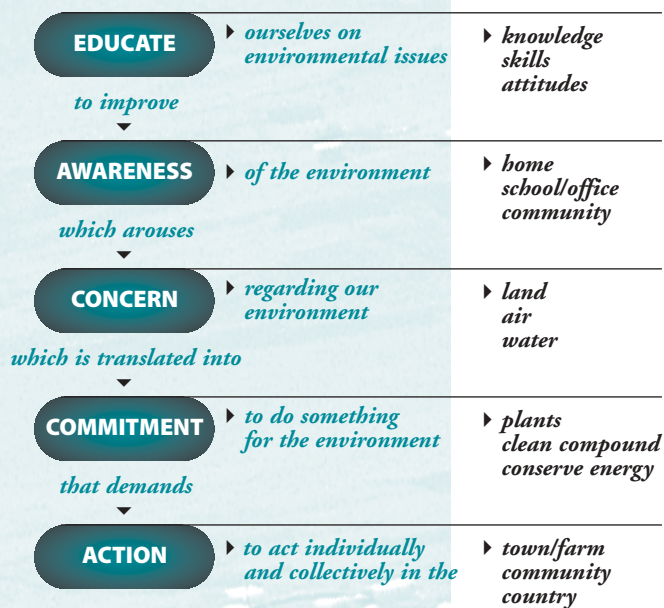 EDUCATE
ourselves on
environmental issues
knowledge
skills
attitudes
to improve
AWARENESS
of the environment
home
school/office
community
which arouses
CONCERN
regarding our
environment
land
air
water
which is translated into
COMMITMENT
to do something
for the environment
plants
clean compound
conserve energy
that demands
ACTION
to act individually
and collectively in the
town/farm
community
country